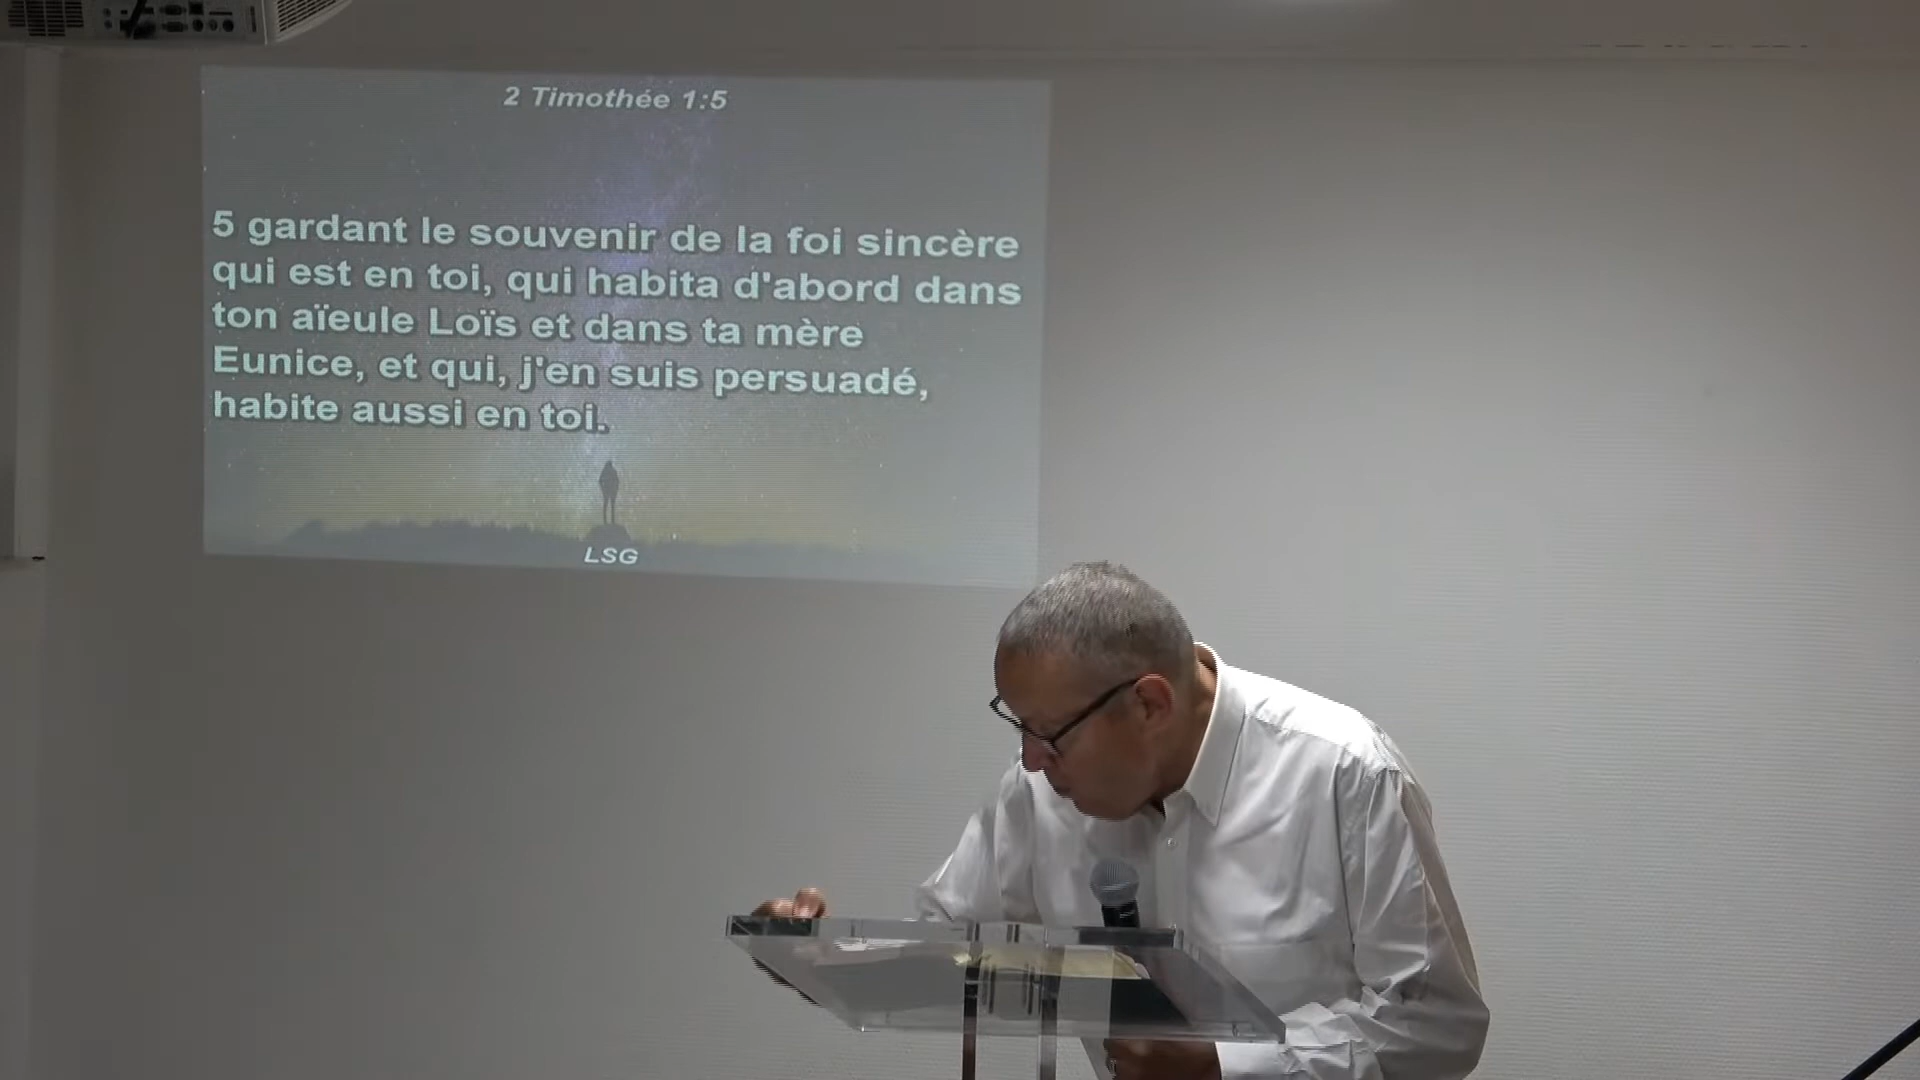 2 Timothée 1:5
5 gardant le souvenir de la foi sincère
qui est en toi, qui habita d'abord dans
ton aïeule Loïs et dans ta mère
Eunice, et qui, j'en suis persuadé,
habite aussi en toi.
LSG